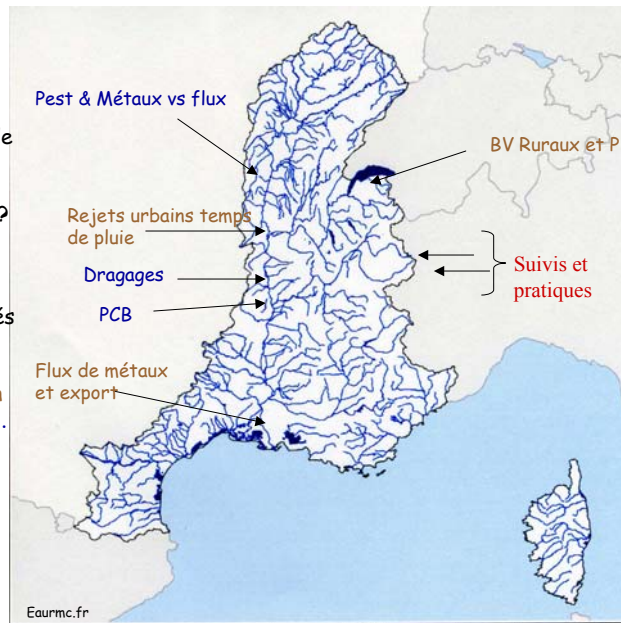 Pest & Métaux vs flux
e
BV Ruraux et P
?
Rejets urbains temps
de pluie
Dragages
Suivis et
pratiques
PCB
és
Flux de métaux
et export
.
Eaurmc.fr